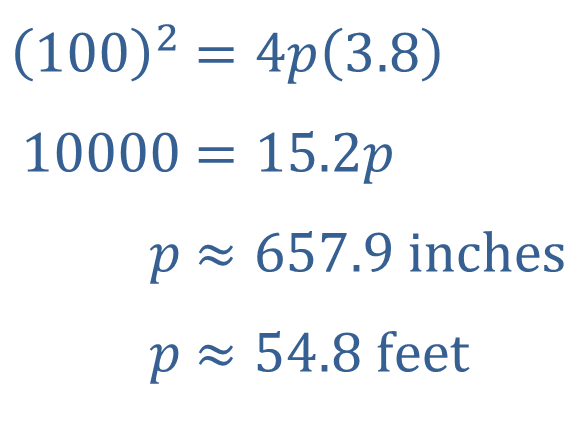 (100)² = 4p(3.8)
10000 = 15.2p
p ≈ 657.9 inches
p ≈ 54.8 feet